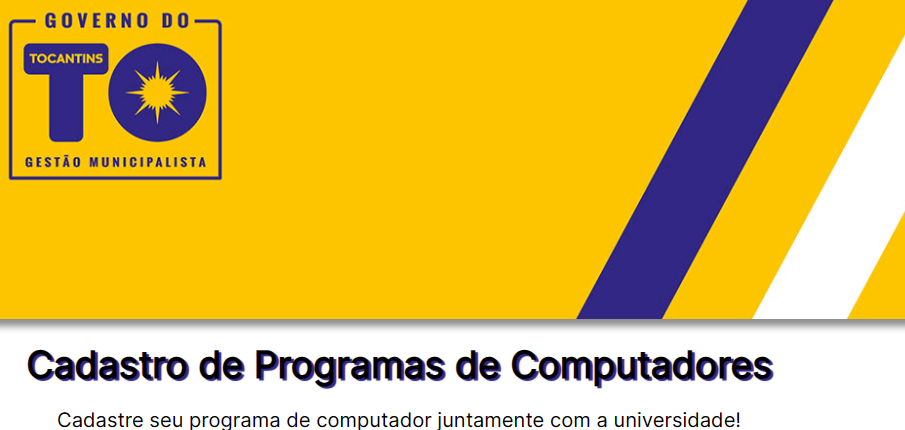 GOVERNO DO
TOCANTINS
TO
GESTÃO MUNICIPALISTA
Cadastro de Programas de Computadores
Cadastre seu programa de computador juntamente com a universidade!